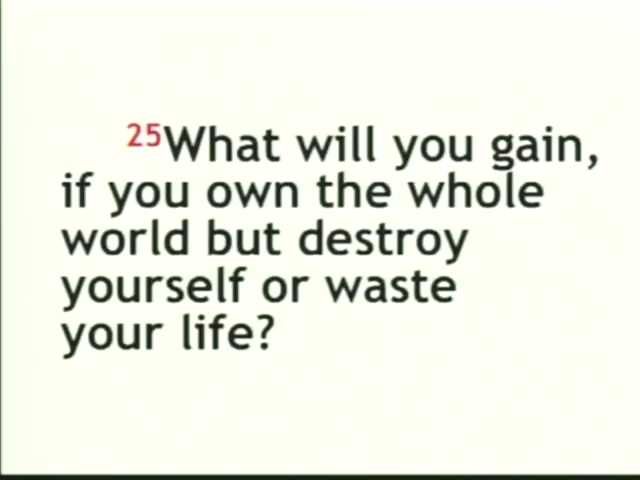 25What will you gain,
if you own the whole
world but destroy
yourself or waste
your life?